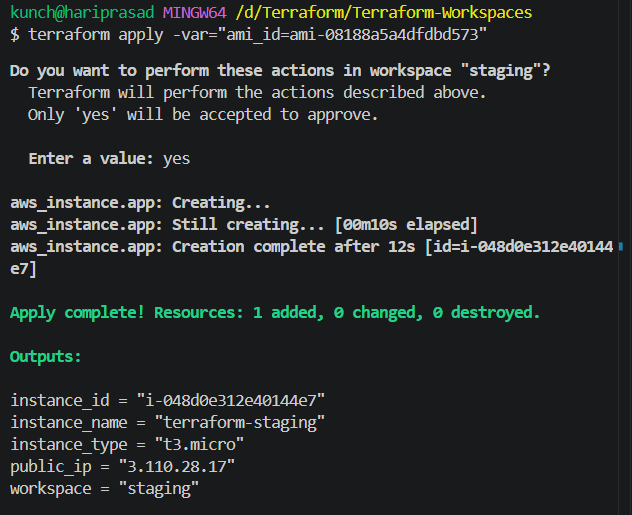 kunch@hariprasad MINGW64 /d/Terraform/Terraform-Workspaces
$ terraform apply -var="ami_id=ami-08188a5a4dfdbd573"
Do you want to perform these actions in workspace "staging"?
Terraform will perform the actions described above.
Only 'yes' will be accepted to approve.
Enter a value: yes
aws_instance.app: Creating...
aws_instance.app: Still creating... [00m10s elapsed]
aws_instance.app: Creation complete after 12s [id=i-048d0e312e40144
e7]
Apply complete! Resources: 1 added, 0 changed, 0 destroyed.
Outputs:
instance_id = "i-048d0e312e40144e7"
instance_name = "terraform-staging"
instance_type = "t3.micro"
public_ip = "3.110.28.17"
workspace = "staging"